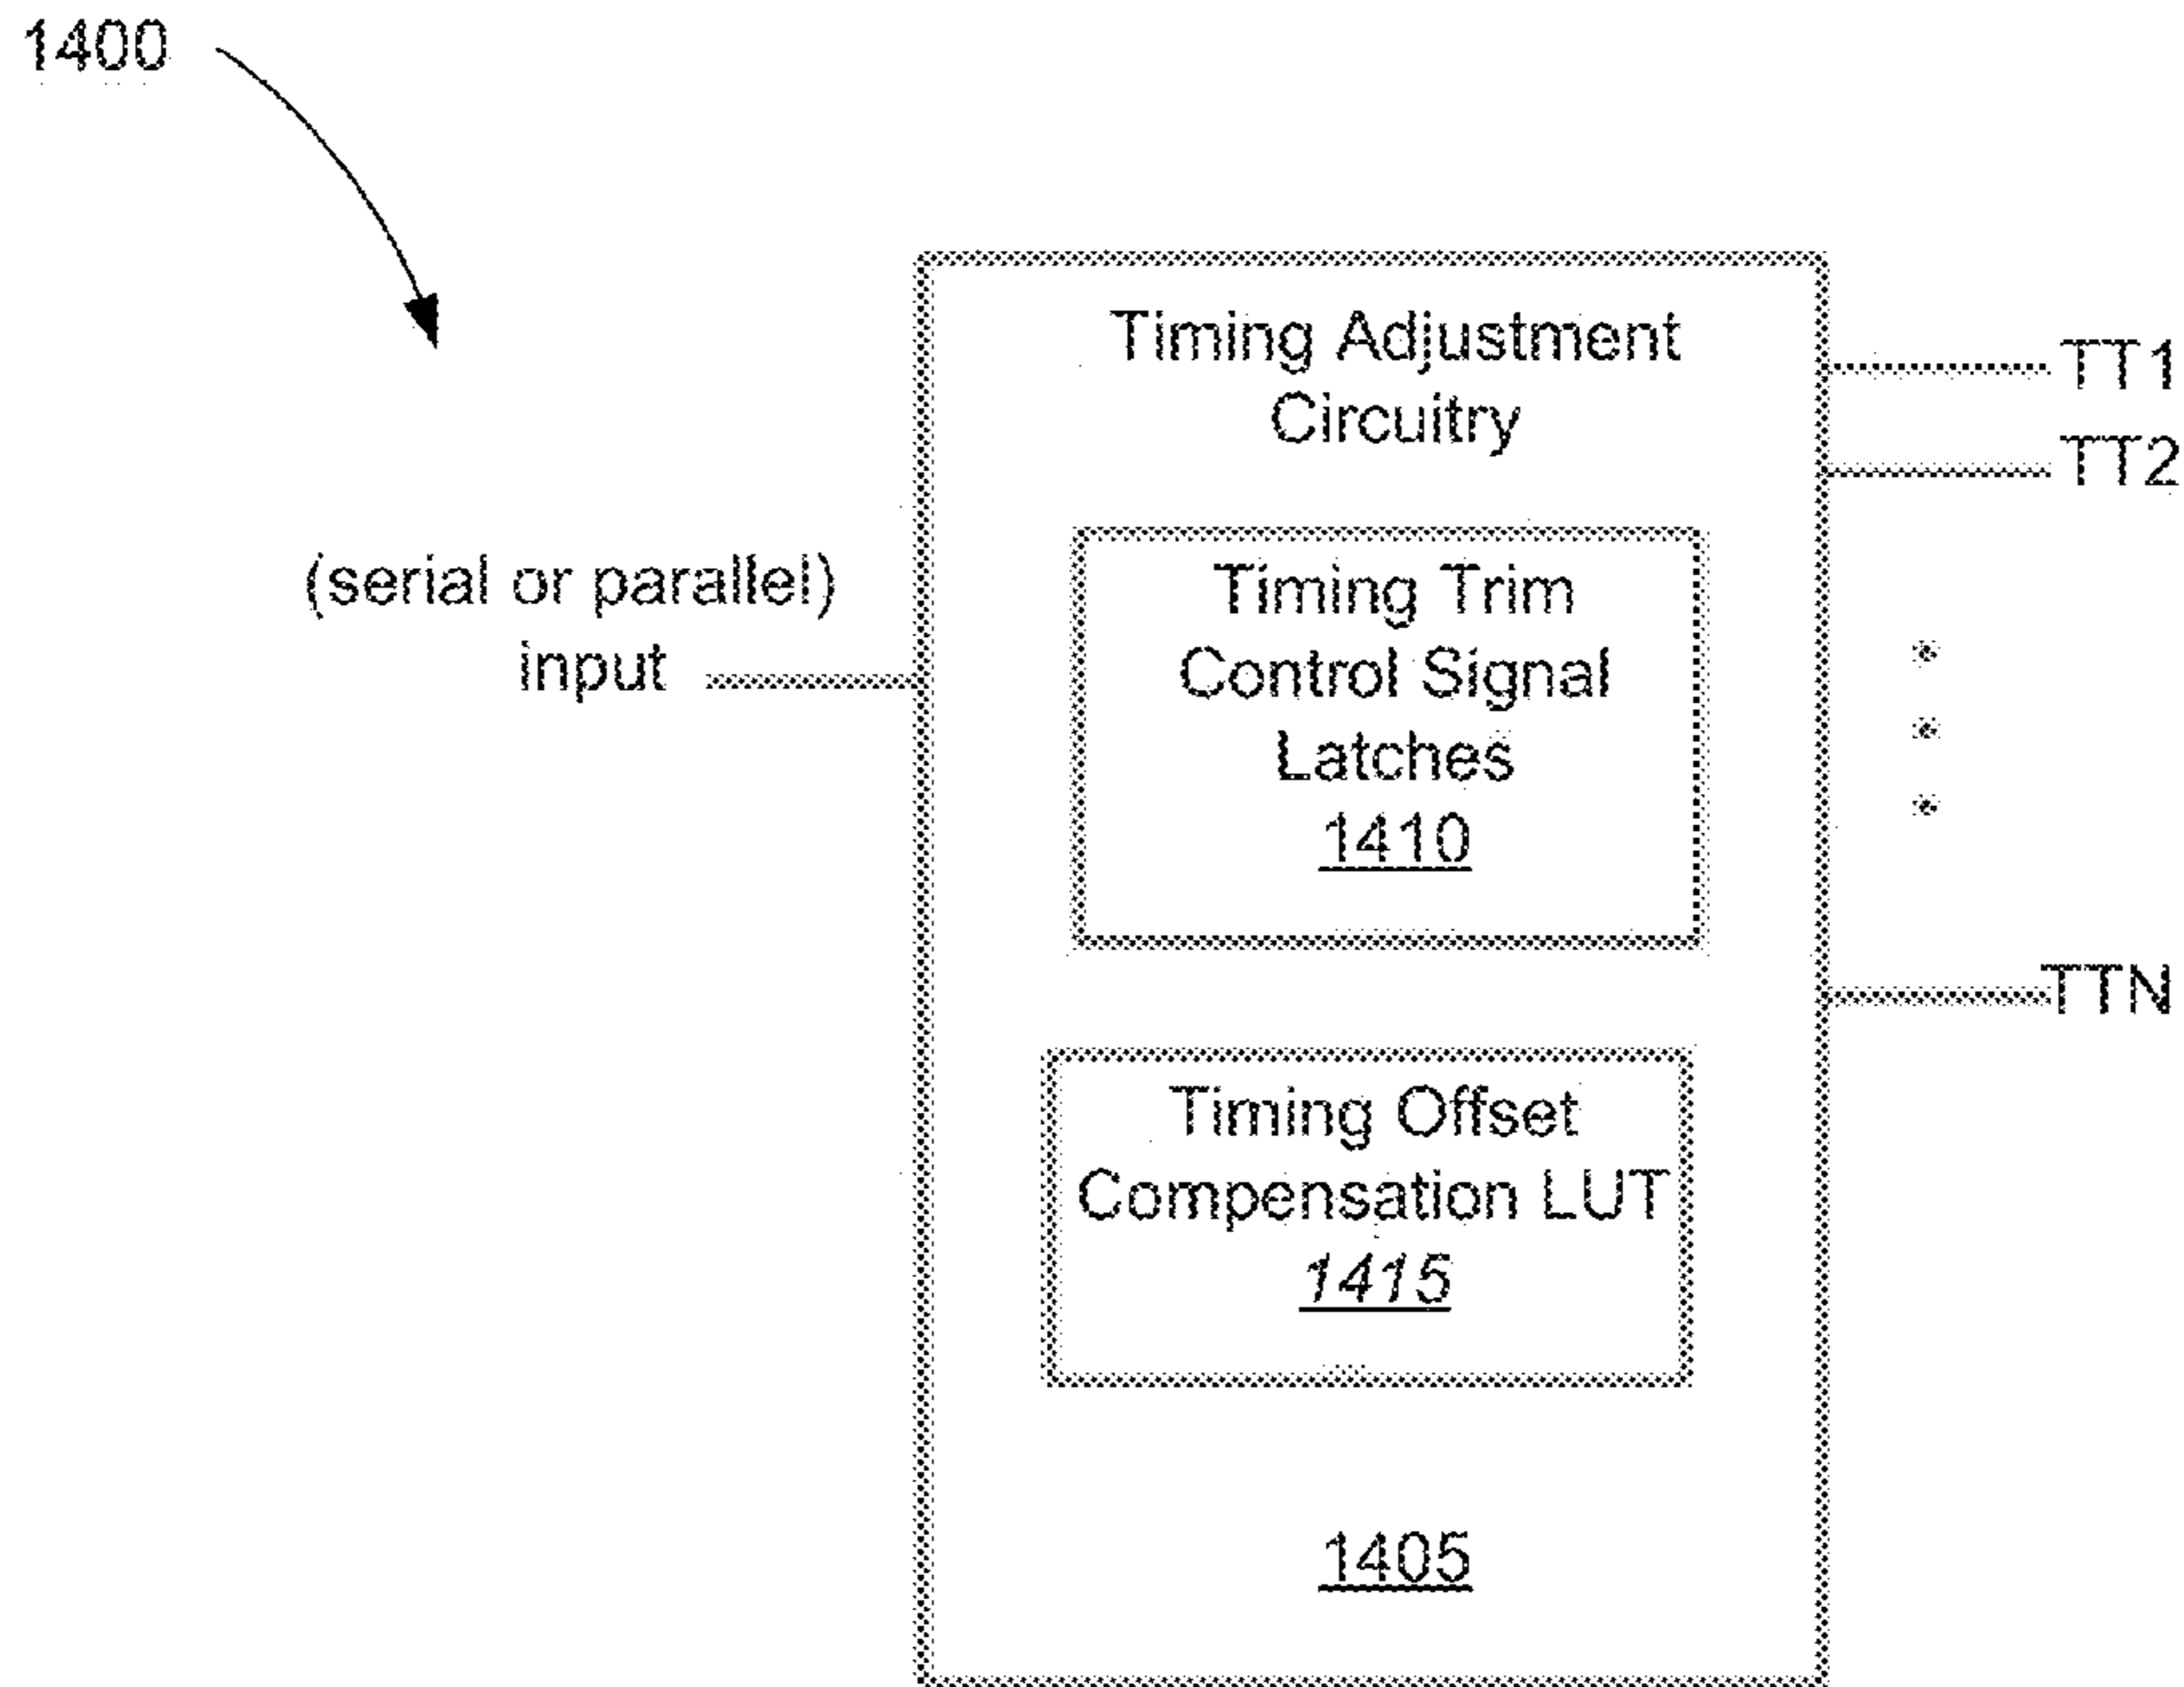 1400
Timing Adjustment
Circuitry
TT1
TT2
(serial or parallel)
input
Timing Trim
Control Signal
Latches
1410
TTN
Timing Offset
Compensation LUT
1415
1405